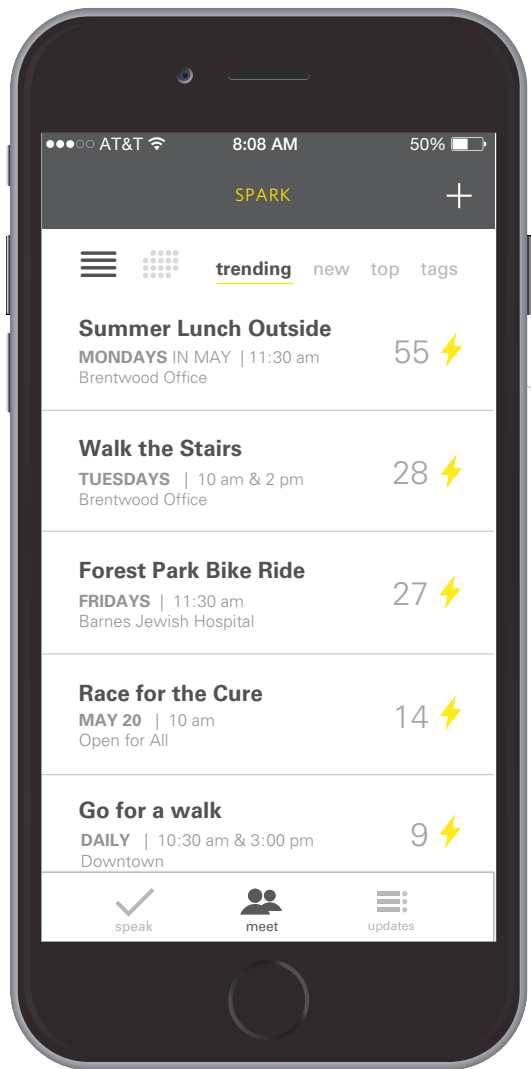 AT&T 8:08 AM 50%
SPARK
trending new top tags
Summer Lunch Outside
MONDAYS IN MAY | 11:30 am
Brentwood Office
55
Walk the Stairs
TUESDAYS | 10 am & 2 pm
Brentwood Office
28
Forest Park Bike Ride
FRIDAYS | 11:30 am
Barnes Jewish Hospital
27
Race for the Cure
MAY 20 | 10 am
Open for All
14
Go for a walk
DAILY | 10:30 am & 3:00 pm
Downtown
9
speak meet updates